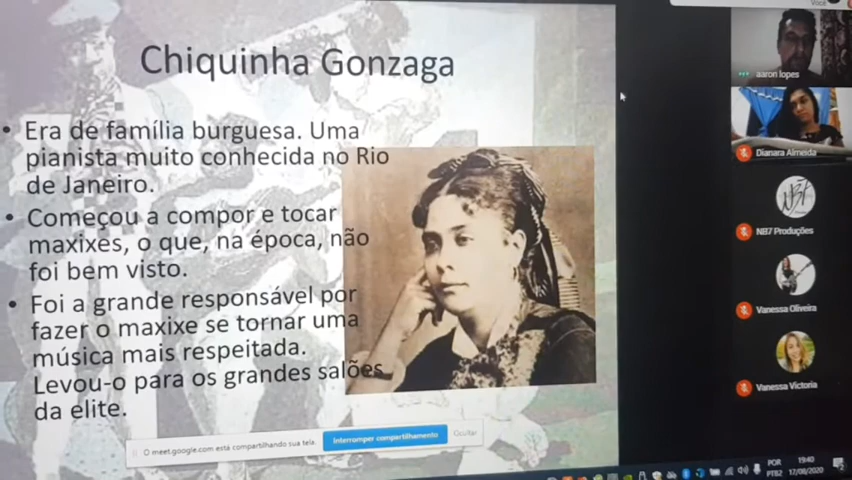 Você
Chiquinha Gonzaga
• Era de família burguesa. Uma
pianista muito conhecida no Rio
de Janeiro.
• Começou a compor e tocar
maxixes, o que, na época, não
foi bem visto.
• Foi a grande responsável por
fazer o maxixe se tornar uma
música mais respeitada.
Levou-o para os grandes salões
da elite.
aaron lopes
Dianara Almeida
NB7 Produções
Vanessa Oliveira
Vanessa Victoria
O meet.google.com está compartilhando sua tela.
Interromper compartilhamento
Ocultar
POR
PTB2
19:40
17/08/2020